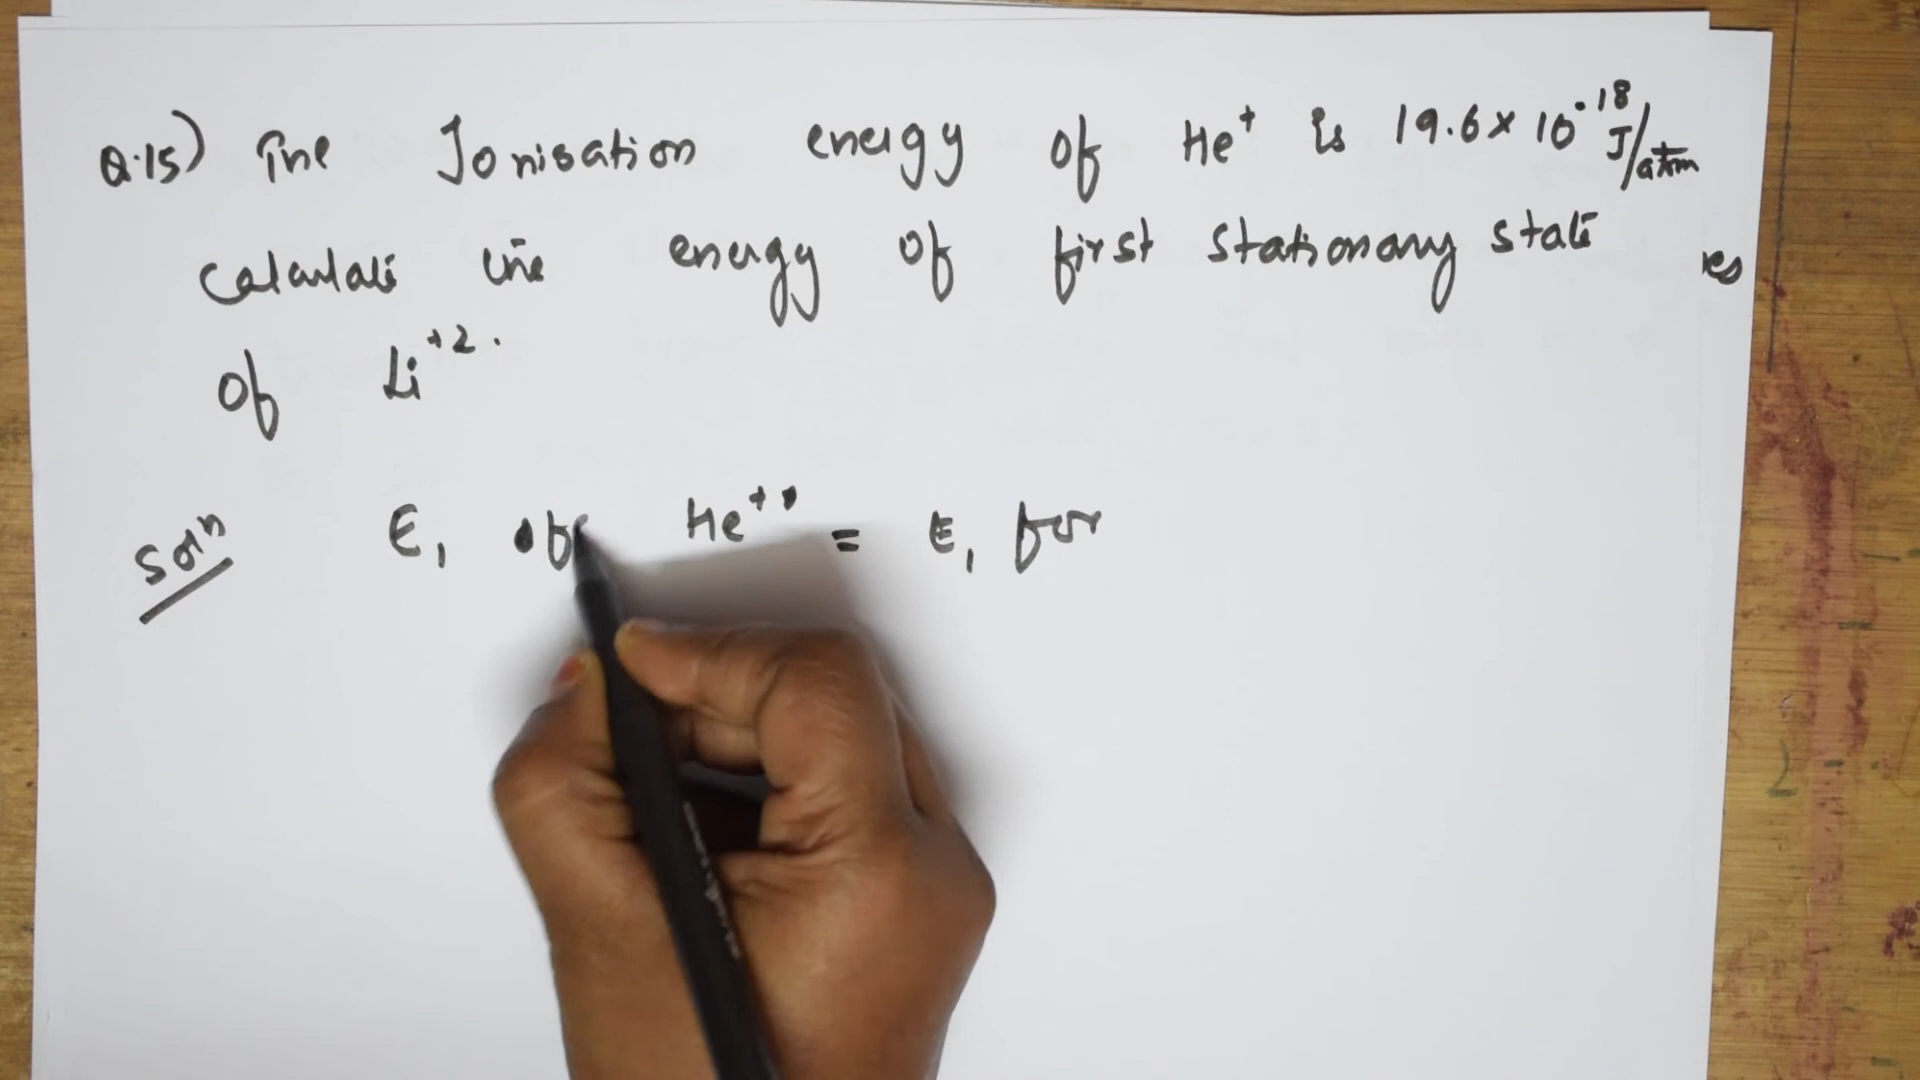 Q.15) The Ionisation energy of He⁺ is 19.6 × 10⁻¹⁸ J/atom
Calculate the energy of first stationary state
es
of Li⁺².
Solⁿ E₁ of He⁺ = E₁ for